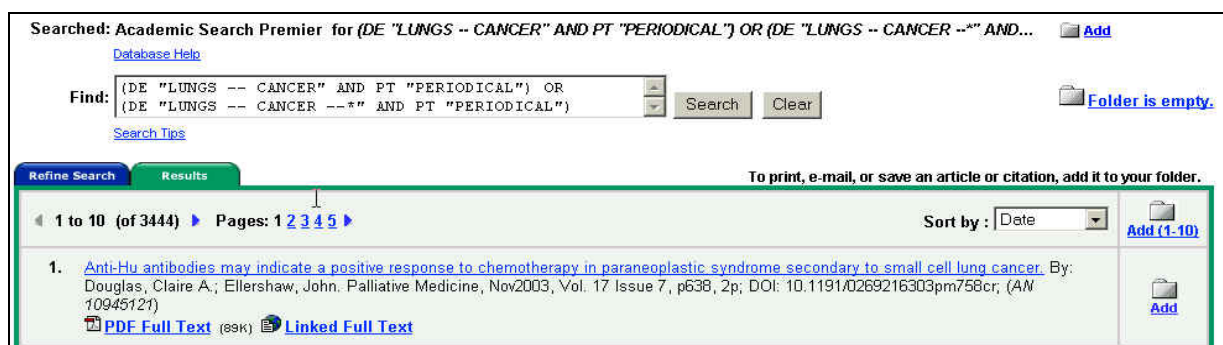 Searched: Academic Search Premier for (DE "LUNGS -- CANCER" AND PT "PERIODICAL") OR (DE "LUNGS -- CANCER --*" AND... Add
Database Help
Find: (DE "LUNGS -- CANCER" AND PT "PERIODICAL") OR
(DE "LUNGS -- CANCER --*" AND PT "PERIODICAL")
Search Clear
Folder is empty.
Search Tips
Refine Search Results To print, e-mail, or save an article or citation, add it to your folder.
1 to 10 (of 3444) Pages: 1 2 3 4 5 Sort by : Date Add (1-10)
1. Anti-Hu antibodies may indicate a positive response to chemotherapy in paraneoplastic syndrome secondary to small cell lung cancer. By:
Douglas, Claire A.; Ellershaw, John. Palliative Medicine, Nov2003, Vol. 17 Issue 7, p638, 2p; DOI: 10.1191/0269216303pm758cr; (AN
10945121)
Add
PDF Full Text (89K) Linked Full Text